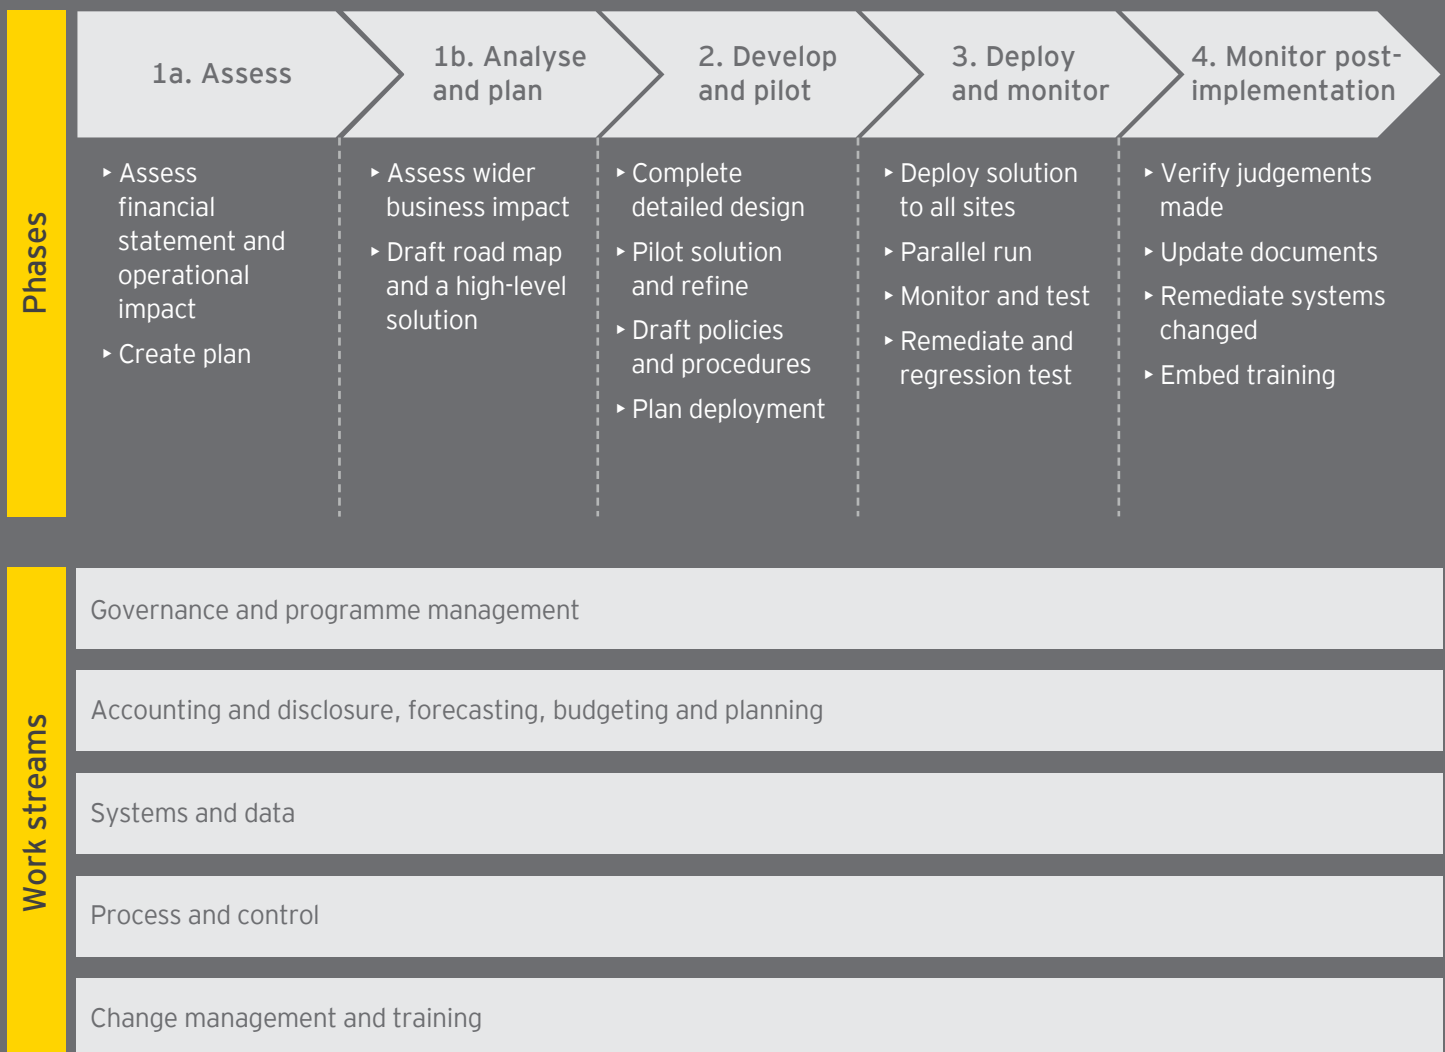 Phases
1a. Assess
1b. Analyse
and plan
2. Develop
and pilot
3. Deploy
and monitor
4. Monitor post-
implementation
▸ Assess
financial
statement and
operational
impact
▸ Create plan
▸ Assess wider
business impact
▸ Draft road map
and a high-level
solution
▸ Complete
detailed design
▸ Pilot solution
and refine
▸ Draft policies
and procedures
▸ Plan deployment
▸ Deploy solution
to all sites
▸ Parallel run
▸ Monitor and test
▸ Remediate and
regression test
▸ Verify judgements
made
▸ Update documents
▸ Remediate systems
changed
▸ Embed training
Work streams
Governance and programme management
Accounting and disclosure, forecasting, budgeting and planning
Systems and data
Process and control
Change management and training